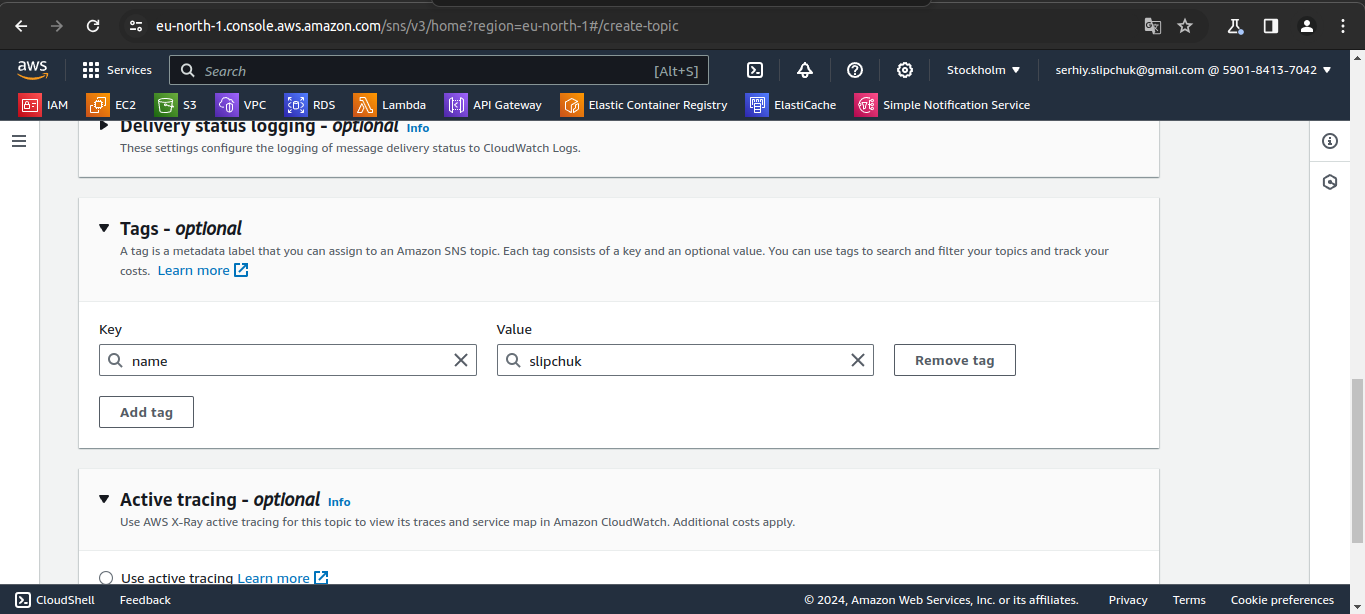 eu-north-1.console.aws.amazon.com/sns/v3/home?region=eu-north-1#/create-topic
aws Services Search [Alt+S] Stockholm serhiy.slipchuk@gmail.com @ 5901-8413-7042
IAM EC2 S3 VPC RDS Lambda API Gateway Elastic Container Registry ElastiCache Simple Notification Service
Delivery status logging - optional Info
These settings configure the logging of message delivery status to CloudWatch Logs.
Tags - optional
A tag is a metadata label that you can assign to an Amazon SNS topic. Each tag consists of a key and an optional value. You can use tags to search and filter your topics and track your
costs. Learn more
Key Value
name slipchuk Remove tag
Add tag
Active tracing - optional Info
Use AWS X-Ray active tracing for this topic to view its traces and service map in Amazon CloudWatch. Additional costs apply.
Use active tracing Learn more
CloudShell Feedback © 2024, Amazon Web Services, Inc. or its affiliates. Privacy Terms Cookie preferences